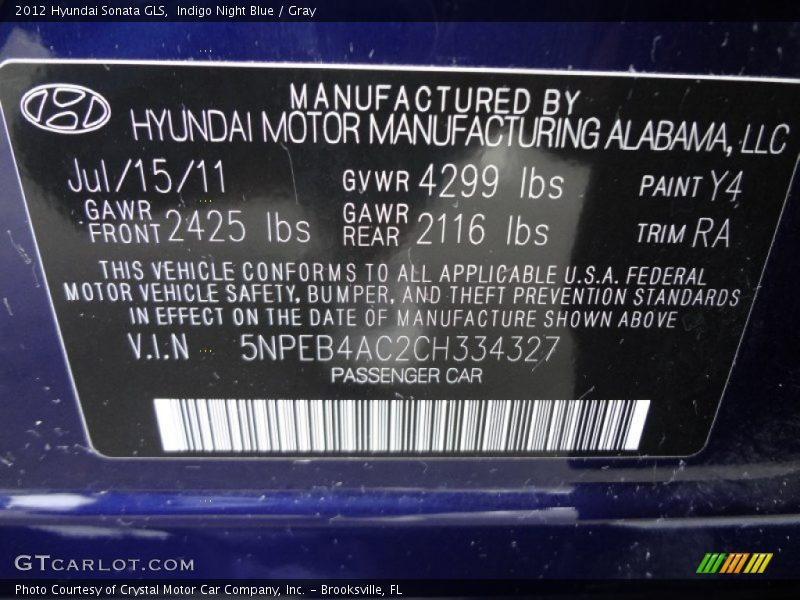 2012 Hyundai Sonata GLS, Indigo Night Blue / Gray
MANUFACTURED BY
HYUNDAI MOTOR MANUFACTURING ALABAMA, LLC
Jul/15/11 GVWR 4299 lbs PAINT Y4
GAWR FRONT 2425 lbs GAWR REAR 2116 lbs TRIM RA
THIS VEHICLE CONFORMS TO ALL APPLICABLE U.S.A. FEDERAL
MOTOR VEHICLE SAFETY, BUMPER, AND THEFT PREVENTION STANDARDS
IN EFFECT ON THE DATE OF MANUFACTURE SHOWN ABOVE
V.I.N 5NPEB4AC2CH334327
PASSENGER CAR
GTCARLOT.COM
Photo Courtesy of Crystal Motor Car Company, Inc. – Brooksville, FL